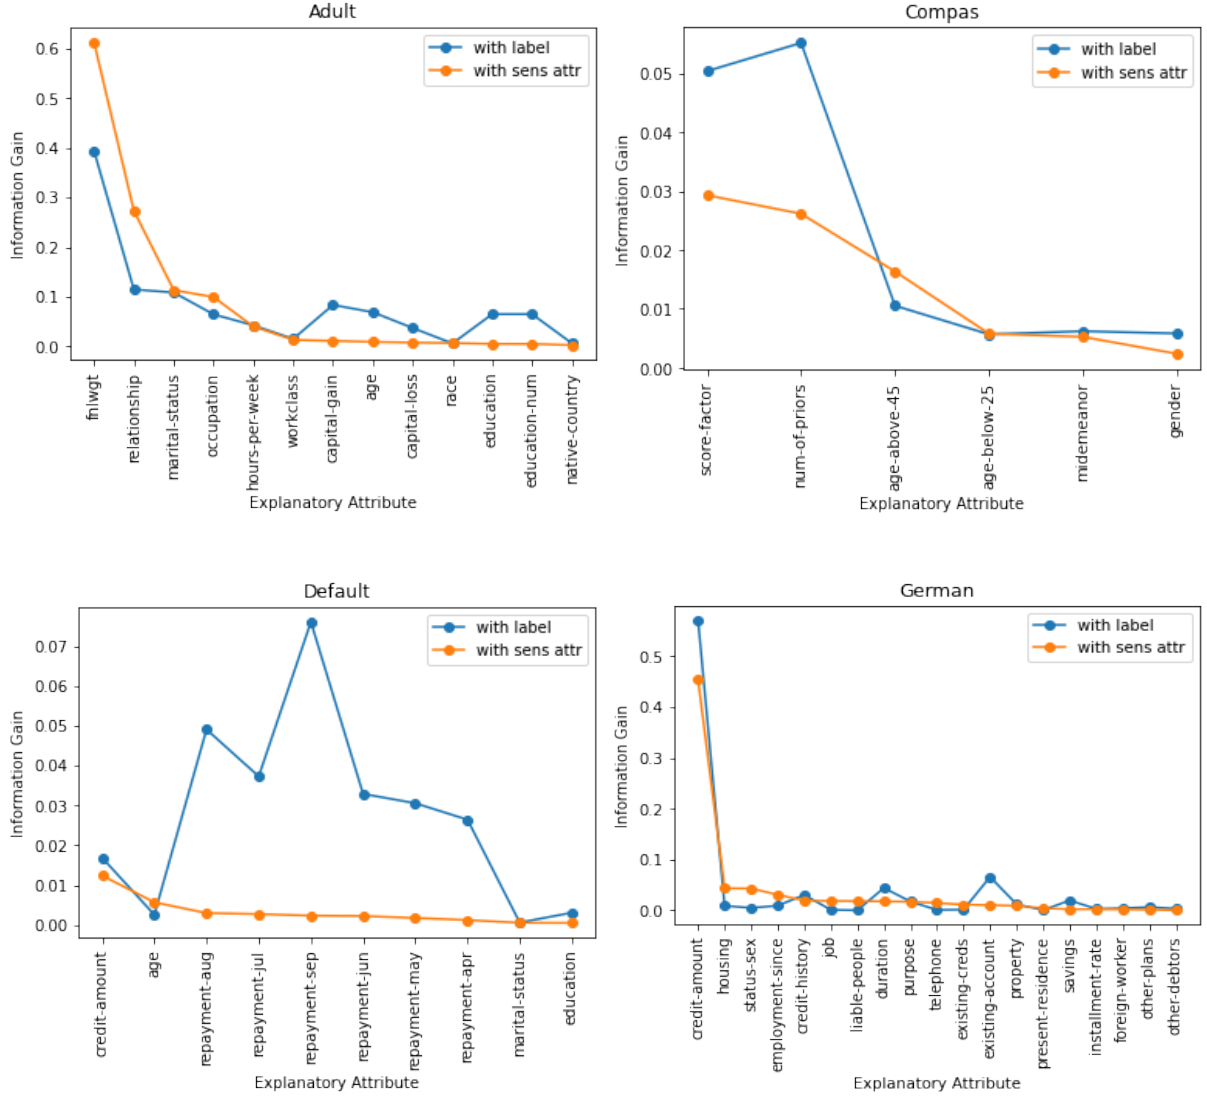 Adult
Information Gain
0.6
0.5
0.4
0.3
0.2
0.1
0.0
with label
with sens attr
fnlwgt
relationship
marital-status
occupation
hours-per-week
workclass
capital-gain
age
capital-loss
race
education
education-num
native-country
Explanatory Attribute
Compas
Information Gain
0.05
0.04
0.03
0.02
0.01
0.00
with label
with sens attr
score-factor
num-of-priors
age-above-45
age-below-25
midemeanor
gender
Explanatory Attribute
Default
Information Gain
0.07
0.06
0.05
0.04
0.03
0.02
0.01
0.00
with label
with sens attr
credit-amount
age
repayment-aug
repayment-jul
repayment-sep
repayment-jun
repayment-may
repayment-apr
marital-status
education
Explanatory Attribute
German
Information Gain
0.5
0.4
0.3
0.2
0.1
0.0
with label
with sens attr
credit-amount
housing
status-sex
employment-since
credit-history
job
liable-people
duration
purpose
telephone
existing-creds
existing-account
property
present-residence
savings
installment-rate
foreign-worker
other-plans
other-debtors
Explanatory Attribute